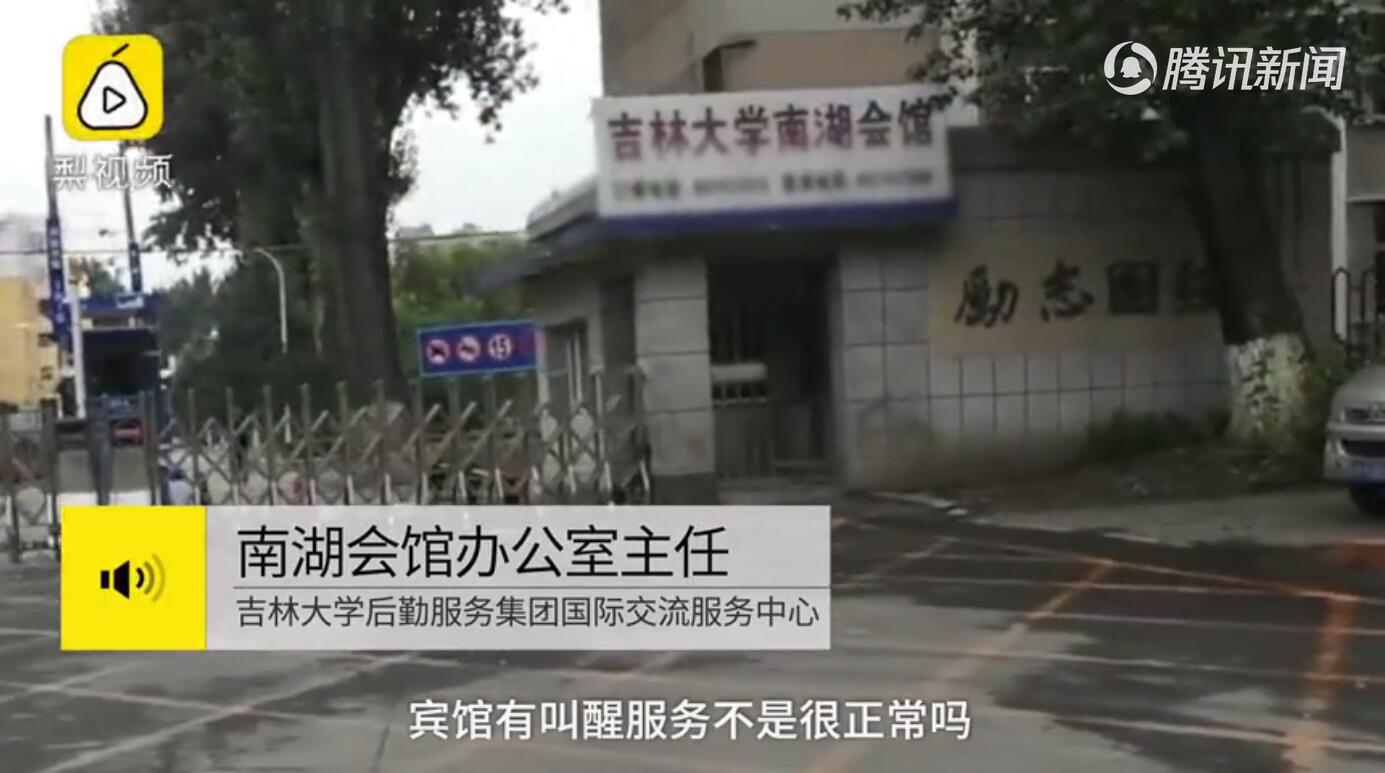 梨视频
腾讯新闻
吉林大学南湖会馆
励志图
15
南湖会馆办公室主任
吉林大学后勤服务集团国际交流服务中心
宾馆有叫醒服务不是很正常吗